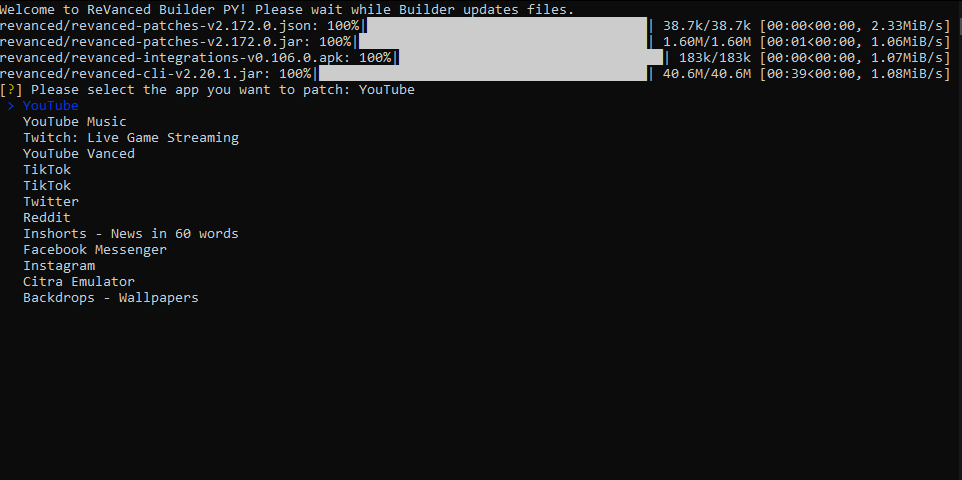 Welcome to ReVanced Builder PY! Please wait while Builder updates files.
revanced/revanced-patches-v2.172.0.json: 100%| | 38.7k/38.7k [00:00<00:00, 2.33MiB/s]
revanced/revanced-patches-v2.172.0.jar: 100%| | 1.60M/1.60M [00:01<00:00, 1.06MiB/s]
revanced/revanced-integrations-v0.106.0.apk: 100%| | 183k/183k [00:00<00:00, 1.07MiB/s]
revanced/revanced-cli-v2.20.1.jar: 100%| | 40.6M/40.6M [00:39<00:00, 1.08MiB/s]
[?] Please select the app you want to patch: YouTube
> YouTube
YouTube Music
Twitch: Live Game Streaming
YouTube Vanced
TikTok
TikTok
Twitter
Reddit
Inshorts - News in 60 words
Facebook Messenger
Instagram
Citra Emulator
Backdrops - Wallpapers